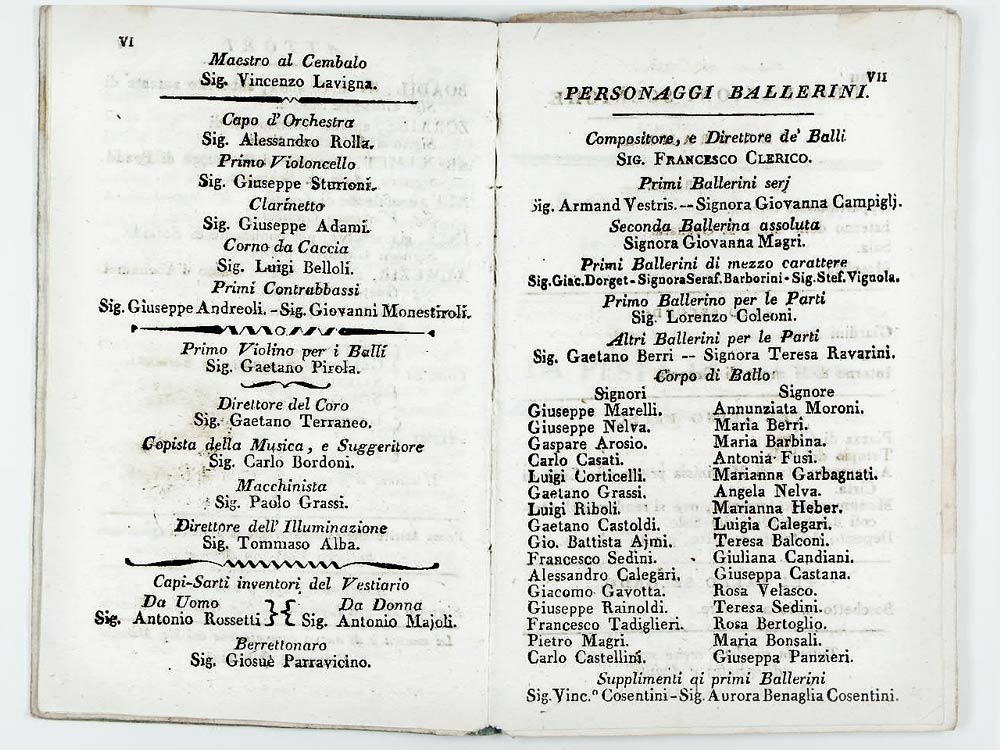 VI
Maestro al Cembalo
Sig. Vincenzo Lavigna.
Capo d'Orchestra
Sig. Alessandro Rolla.
Primo Violoncello
Sig. Giuseppe Sturioni.
Clarinetto
Sig. Giuseppe Adami.
Corno da Caccia
Sig. Luigi Belloli.
Primi Contrabbassi
Sig. Giuseppe Andreoli. - Sig. Giovanni Monestiroli.
Primo Violino per i Balli
Sig. Gaetano Pirola.
Direttore del Coro
Sig. Gaetano Terraneo.
Copista della Musica, e Suggeritore
Sig. Carlo Bordoni.
Macchinista
Sig. Paolo Grassi.
Direttore dell' Illuminazione
Sig. Tommaso Alba.
Capi-Sarti inventori del Vestiario
Da Uomo Da Donna
Sig. Antonio Rossetti }{ Sig. Antonio Majoli.
Berrettonaro
Sig. Giosuè Parravicino.
VII
PERSONAGGI BALLERINI.
Compositore, e Direttore de' Balli
SIG. FRANCESCO CLERICO.
Primi Ballerini serj
Sig. Armand Vestris. -- Signora Giovanna Campiglj.
Seconda Ballerina assoluta
Signora Giovanna Magri.
Primi Ballerini di mezzo carattere
Sig. Giac. Dorget - Signora Seraf. Barborini - Sig. Stef. Vignola.
Primo Ballerino per le Parti
Sig. Lorenzo Coleoni.
Altri Ballerini per le Parti
Sig. Gaetano Berri -- Signora Teresa Ravarini.
Corpo di Ballo
Signori Signore
Giuseppe Marelli. Annunziata Moroni.
Giuseppe Nelva. Maria Berri.
Gaspare Arosio. Maria Barbina.
Carlo Casati. Antonia Fusi.
Luigi Corticelli. Marianna Garbagnati.
Gaetano Grassi. Angela Nelva.
Luigi Riboli. Marianna Heber.
Gaetano Castoldi. Luigia Calegari.
Gio. Battista Ajmi. Teresa Balconi.
Francesco Sedini. Giuliana Candiani.
Alessandro Calegari. Giuseppa Castana.
Giacomo Gavotta. Rosa Velasco.
Giuseppe Rainoldi. Teresa Sedini.
Francesco Tadiglieri. Rosa Bertoglio.
Pietro Magri. Maria Bonsali.
Carlo Castellini. Giuseppa Panzieri.
Supplimenti ai primi Ballerini
Sig. Vinc.º Cosentini - Sig. Aurora Benaglia Cosentini.